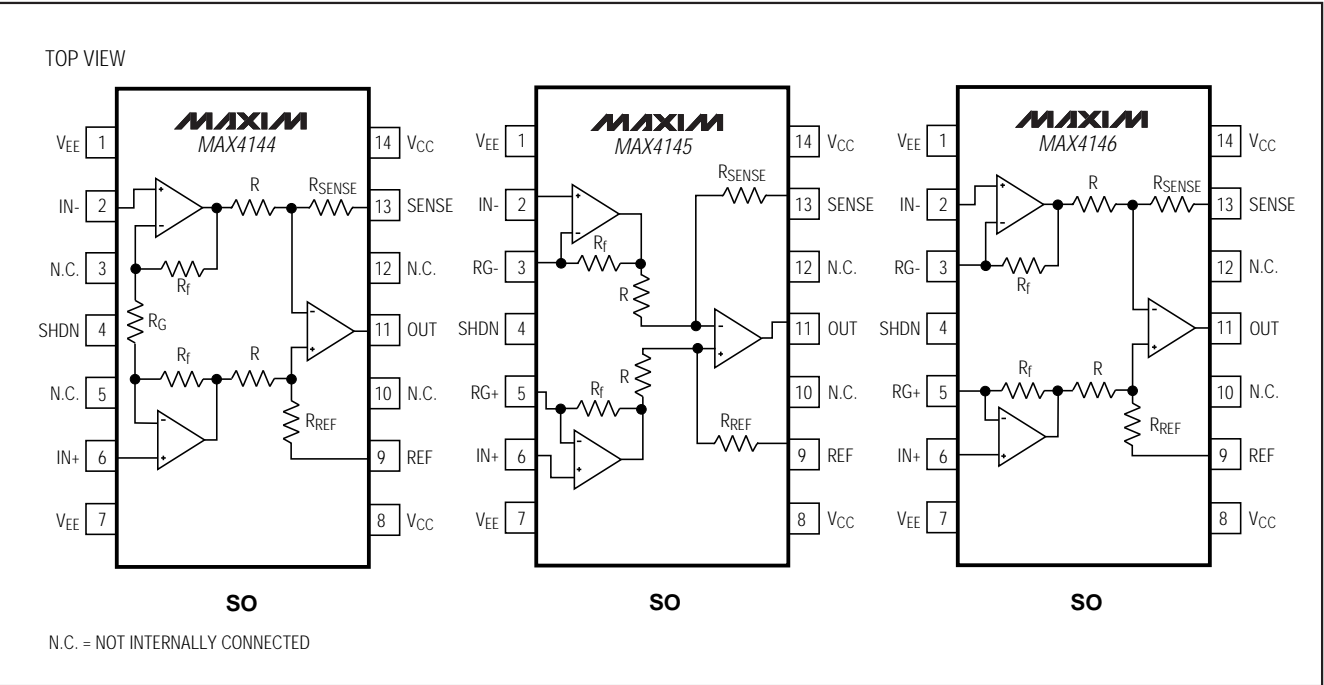 TOP VIEW
MAXIM
MAX4144
VEE 1
IN- 2
N.C. 3
SHDN 4
N.C. 5
IN+ 6
VEE 7
14 VCC
13 SENSE
12 N.C.
11 OUT
10 N.C.
9 REF
8 VCC
R
RSENSE
+
-
Rf
RG
-
+
Rf
R
-
+
RREF
SO
MAXIM
MAX4145
VEE 1
IN- 2
RG- 3
SHDN 4
RG+ 5
IN+ 6
VEE 7
14 VCC
13 SENSE
12 N.C.
11 OUT
10 N.C.
9 REF
8 VCC
RSENSE
+
-
Rf
R
-
+
R
Rf
-
+
RREF
SO
MAXIM
MAX4146
VEE 1
IN- 2
RG- 3
SHDN 4
RG+ 5
IN+ 6
VEE 7
14 VCC
13 SENSE
12 N.C.
11 OUT
10 N.C.
9 REF
8 VCC
R
RSENSE
+
-
Rf
-
+
Rf
R
-
+
RREF
SO
N.C. = NOT INTERNALLY CONNECTED